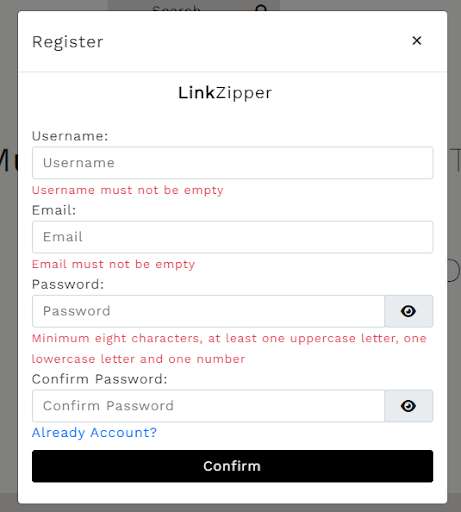 Search
Register ×
LinkZipper
Username:
Username
Username must not be empty
Email:
Email
Email must not be empty
Password:
Password
Minimum eight characters, at least one uppercase letter, one
lowercase letter and one number
Confirm Password:
Confirm Password
Already Account?
Confirm